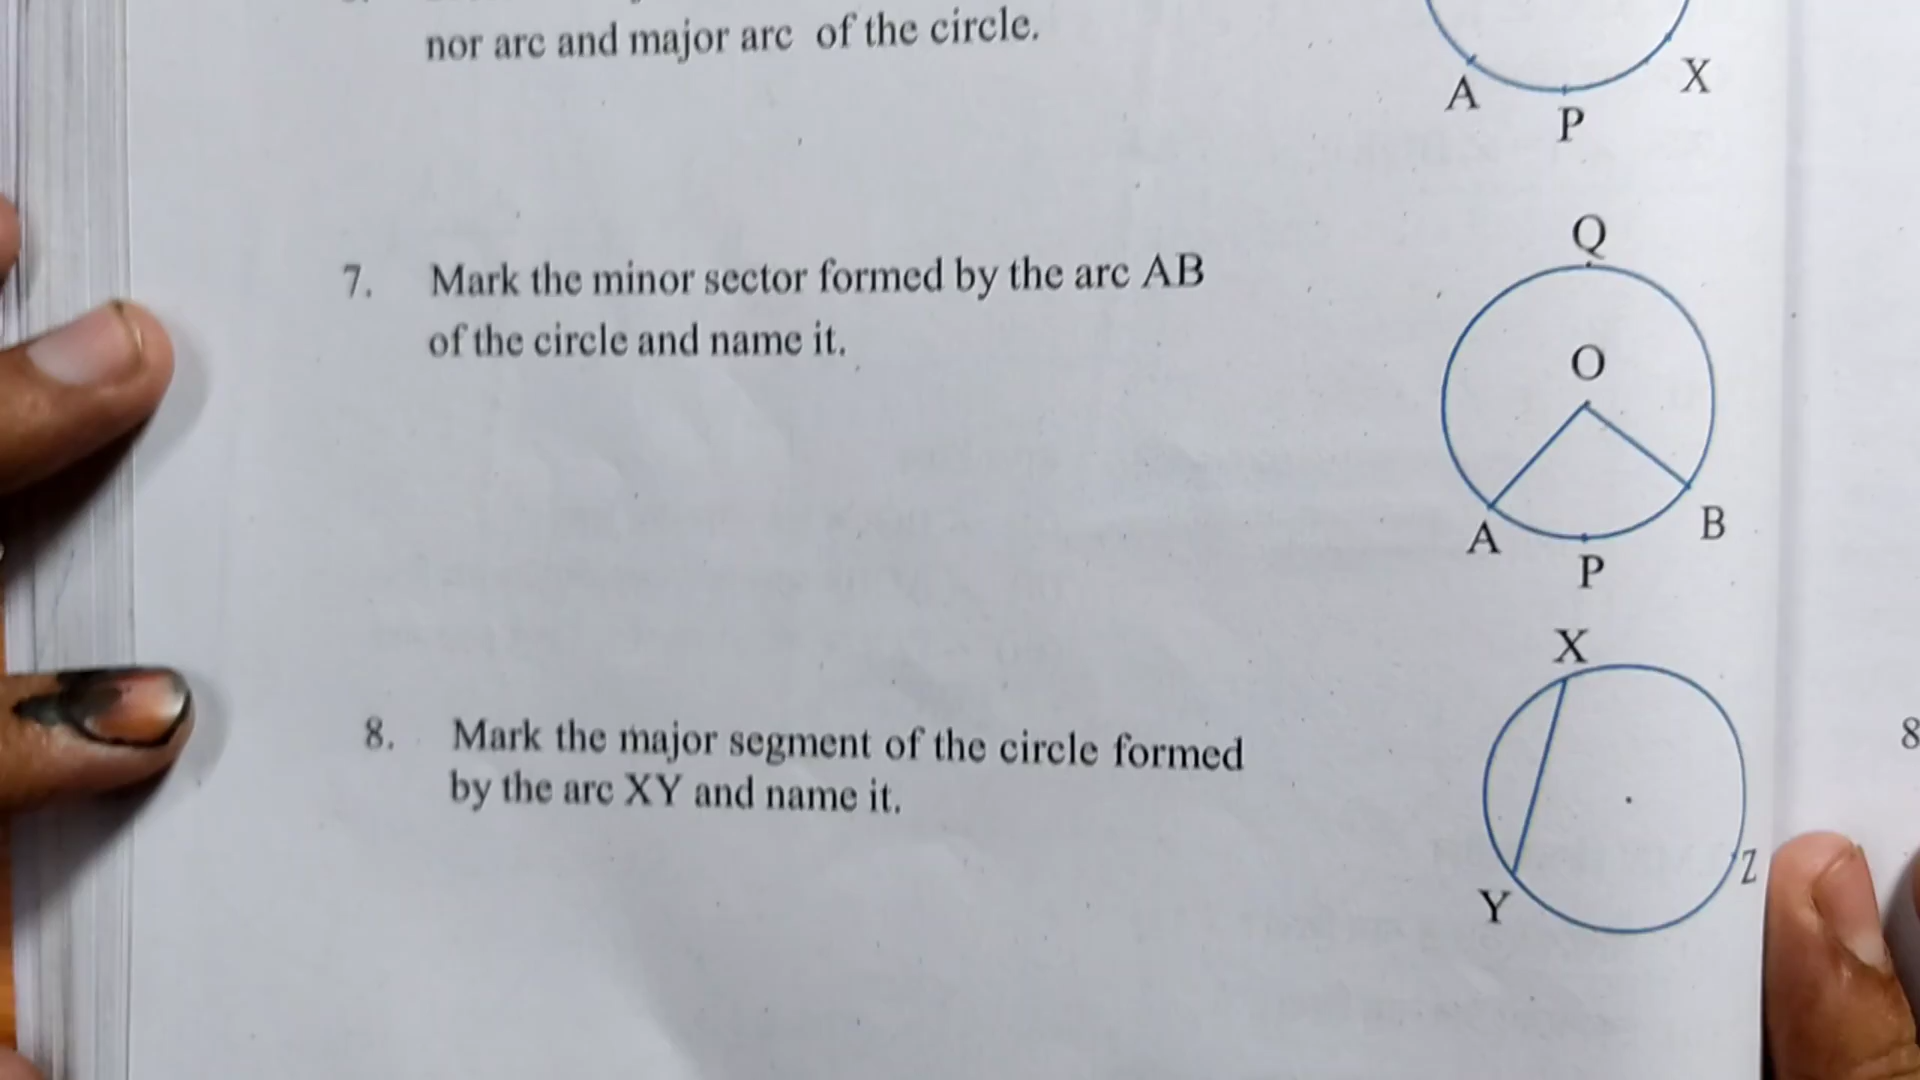 nor arc and major arc of the circle.
A
P
X
7. Mark the minor sector formed by the arc AB
of the circle and name it.
Q
O
A
B
P
8. Mark the major segment of the circle formed
by the arc XY and name it.
X
Y
Z
8